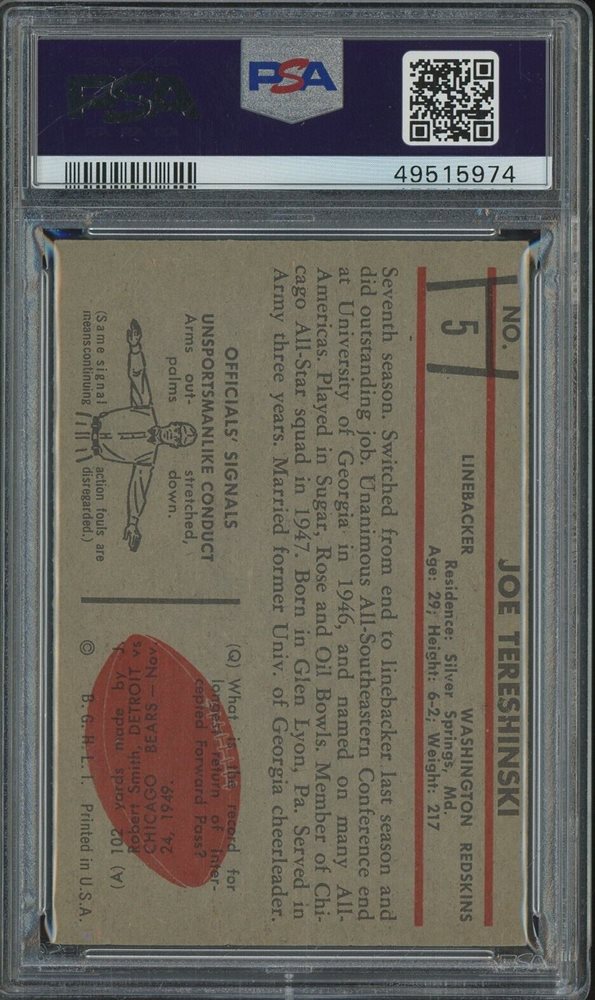 PSA
PSA
49515974
NO.
5
JOE TERESHINSKI
LINEBACKER
WASHINGTON REDSKINS
Residence: Silver Springs, Md.
Age: 29; Height: 6-2; Weight: 217
Seventh season. Switched from end to linebacker last season and
did outstanding job. Unanimous All-Southeastern Conference end
at University of Georgia in 1946, and named on many All-
Americas. Played in Sugar, Rose and Oil Bowls. Member of Chi-
cago All-Star squad in 1947. Born in Glen Lyon, Pa. Served in
Army three years. Married former Univ. of Georgia cheerleader.
OFFICIALS' SIGNALS
UNSPORTSMANLIKE CONDUCT
Arms out- stretched,
palms down.
(Same signal action fouls are
means continuing disregarded.)
(Q) What is the record for
longest return of Inter-
cepted Forward Pass?
(A) 102 yards made by J.
Robert Smith, DETROIT vs
CHICAGO BEARS — Nov.
24, 1949.
© B. G. H. L. I. Printed in U.S.A.